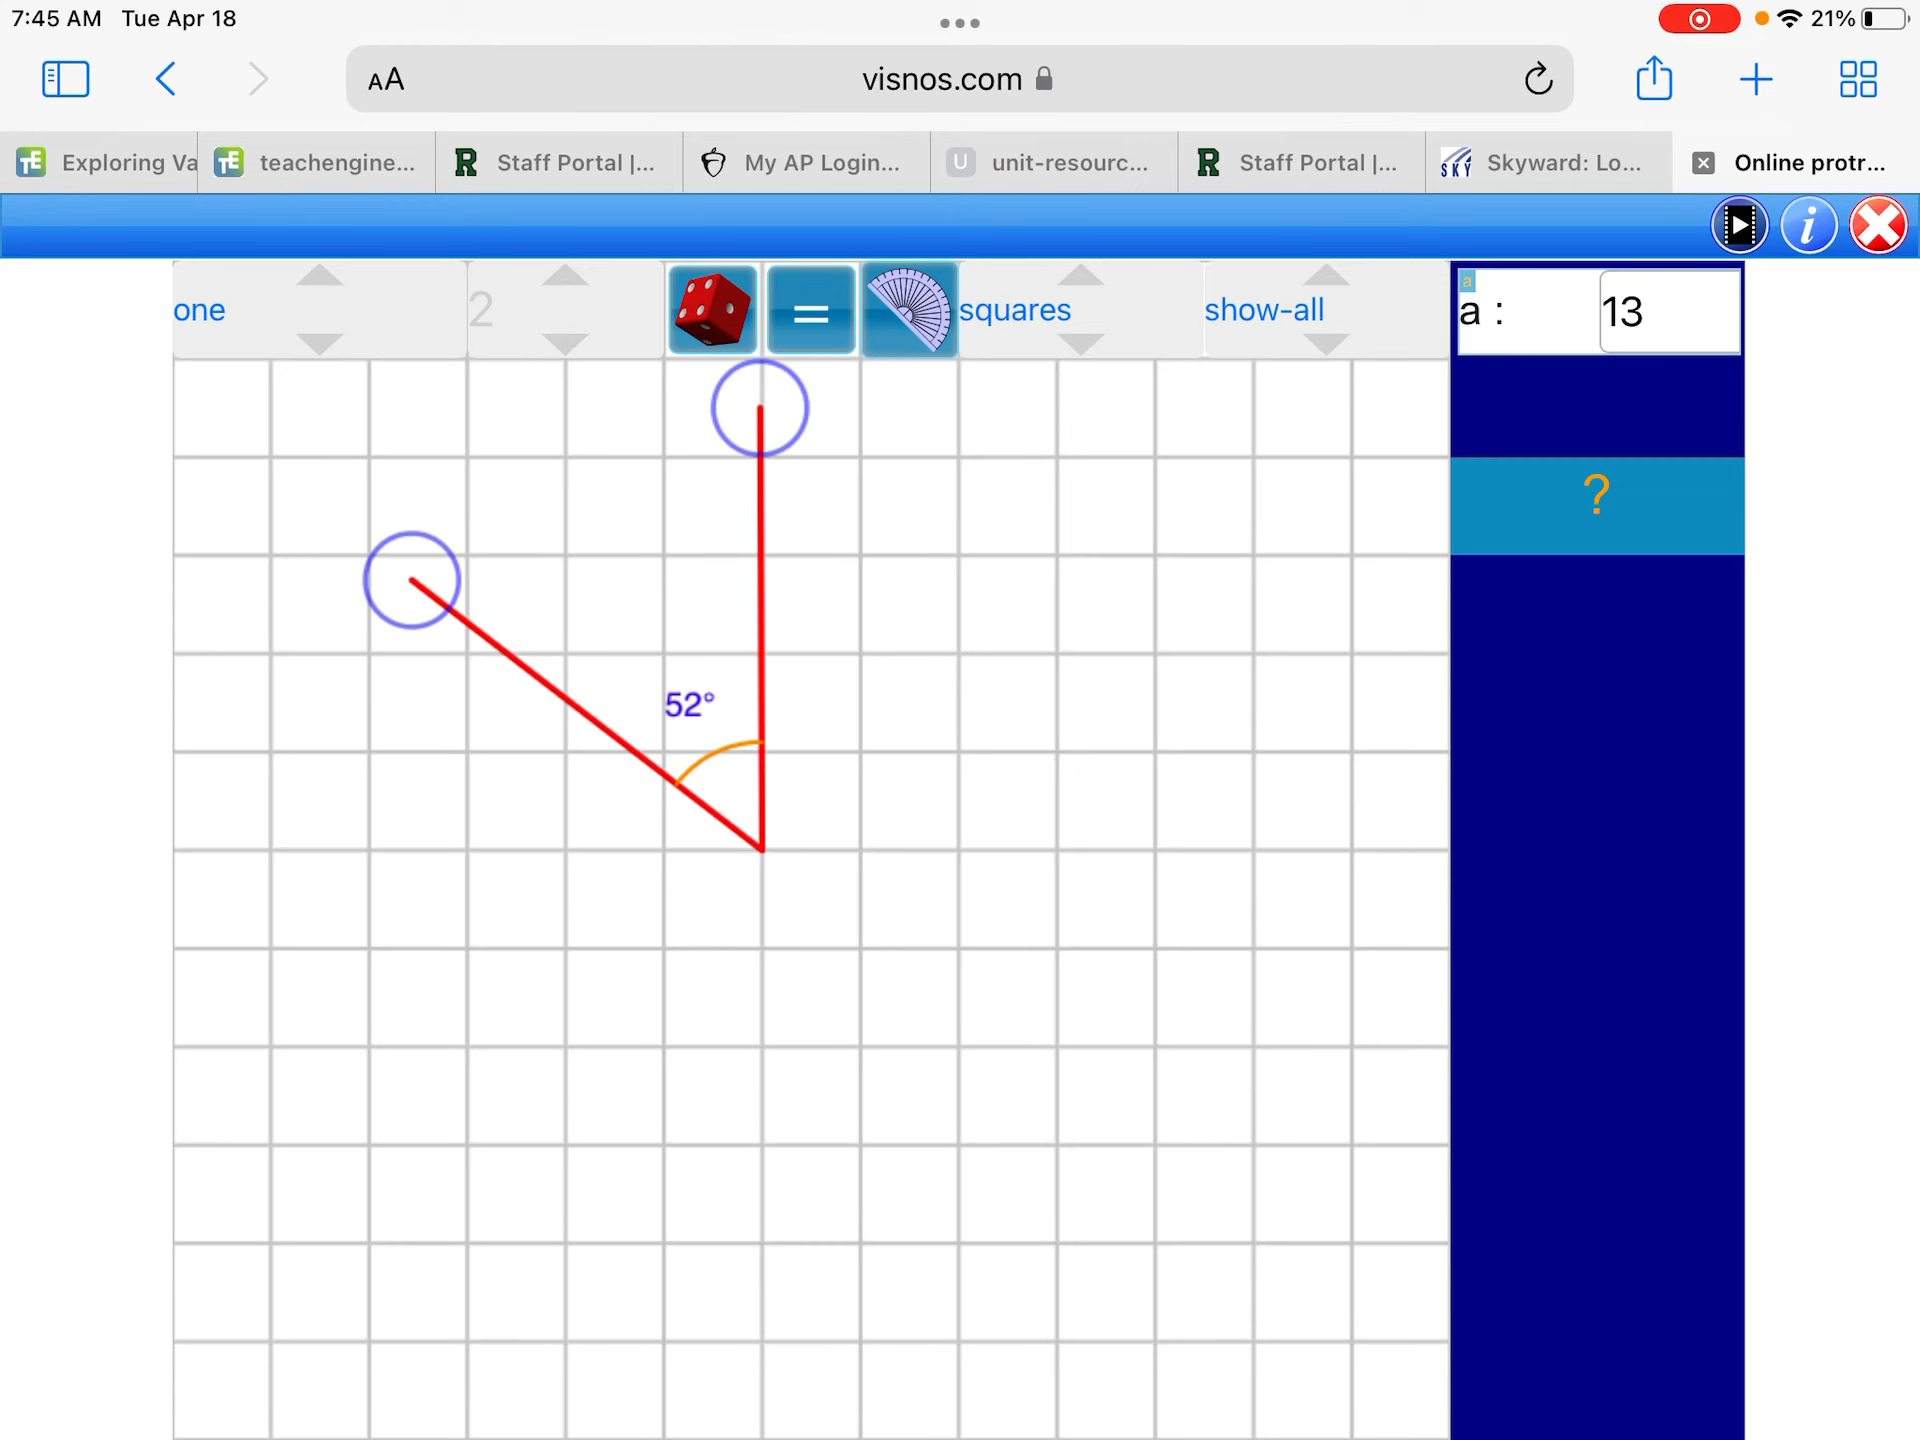 7:45 AM Tue Apr 18
21%
AA
visnos.com
Exploring Va
teachengine...
Staff Portal |...
My AP Login...
unit-resourc...
Staff Portal |...
Skyward: Lo...
Online protr...
one
2
=
squares
show-all
a
a :
13
?
52°